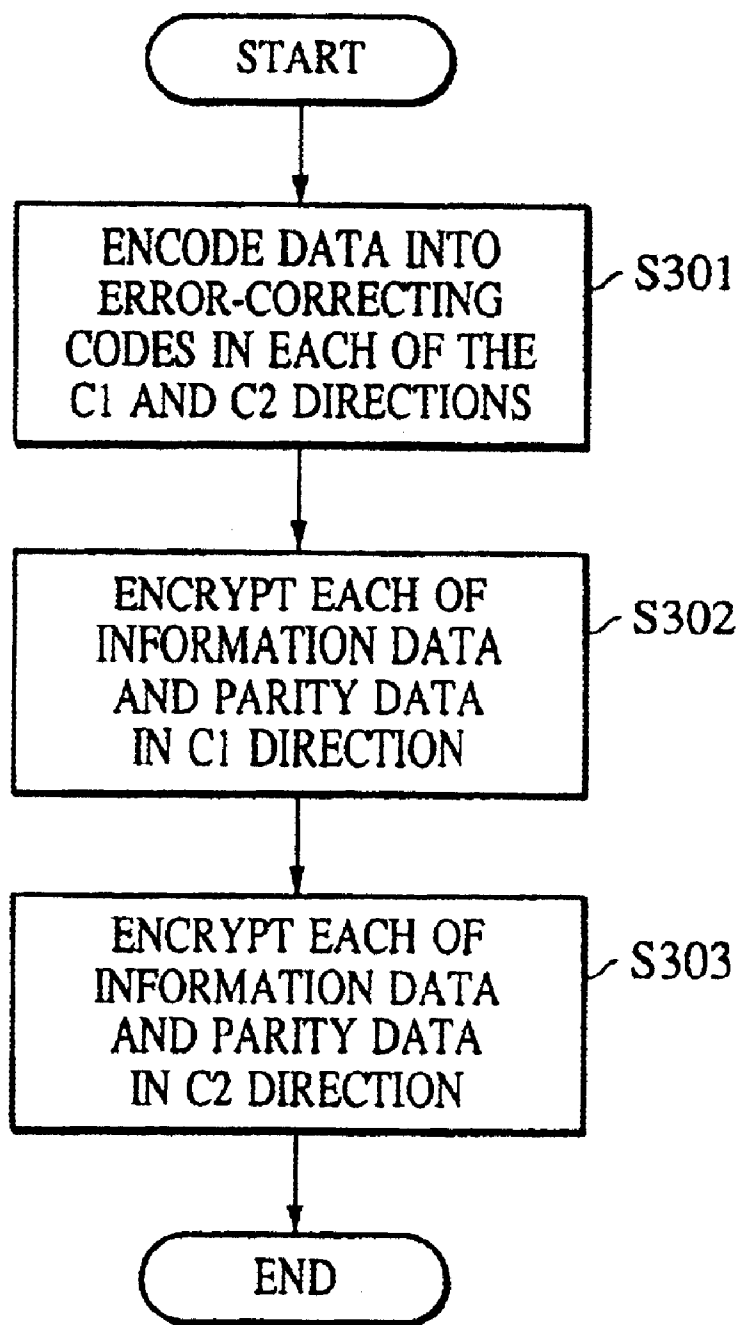 START
ENCODE DATA INTO
ERROR-CORRECTING
CODES IN EACH OF THE
C1 AND C2 DIRECTIONS
S301
ENCRYPT EACH OF
INFORMATION DATA
AND PARITY DATA
IN C1 DIRECTION
S302
ENCRYPT EACH OF
INFORMATION DATA
AND PARITY DATA
IN C2 DIRECTION
S303
END